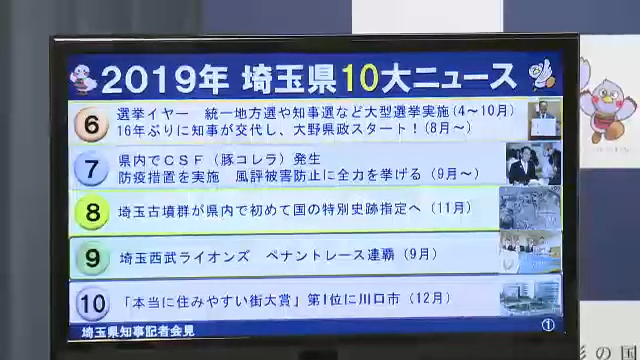 2019年 埼玉県10大ニュース
6 選挙イヤー 統一地方選や知事選など大型選挙実施(4〜10月)
16年ぶりに知事が交代し、大野県政スタート!(8月〜)
7 県内でCSF(豚コレラ)発生
防疫措置を実施 風評被害防止に全力を挙げる(9月〜)
8 埼玉古墳群が県内で初めて国の特別史跡指定へ(11月)
9 埼玉西武ライオンズ ペナントレース連覇(9月)
10 「本当に住みやすい街大賞」第1位に川口市(12月)
埼玉県知事記者会見 ①
の国